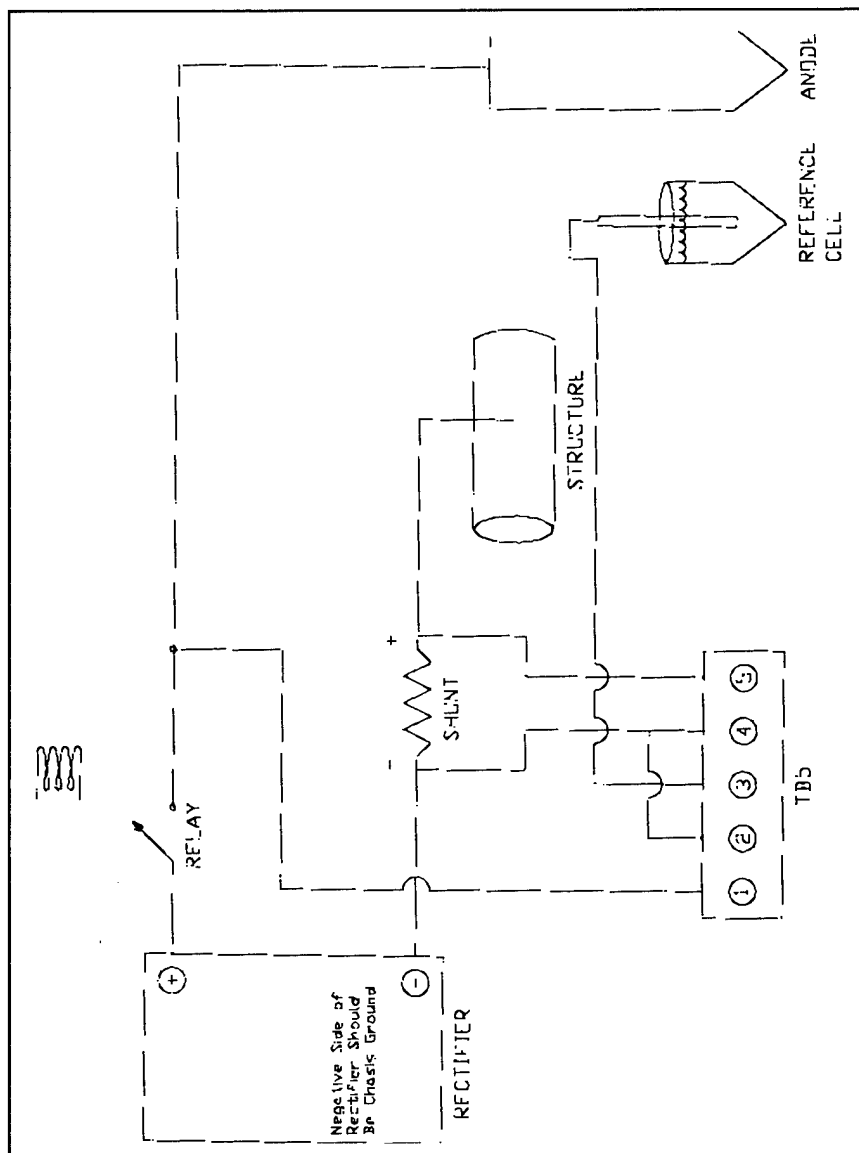 RELAY
+
-
Negative Side of
Rectifier Should
Be Chasis Ground
RECTIFIER
-
+
SHUNT
STRUCTURE
REFERENCE
CELL
-
ANODE
1
2
3
4
5
TB5